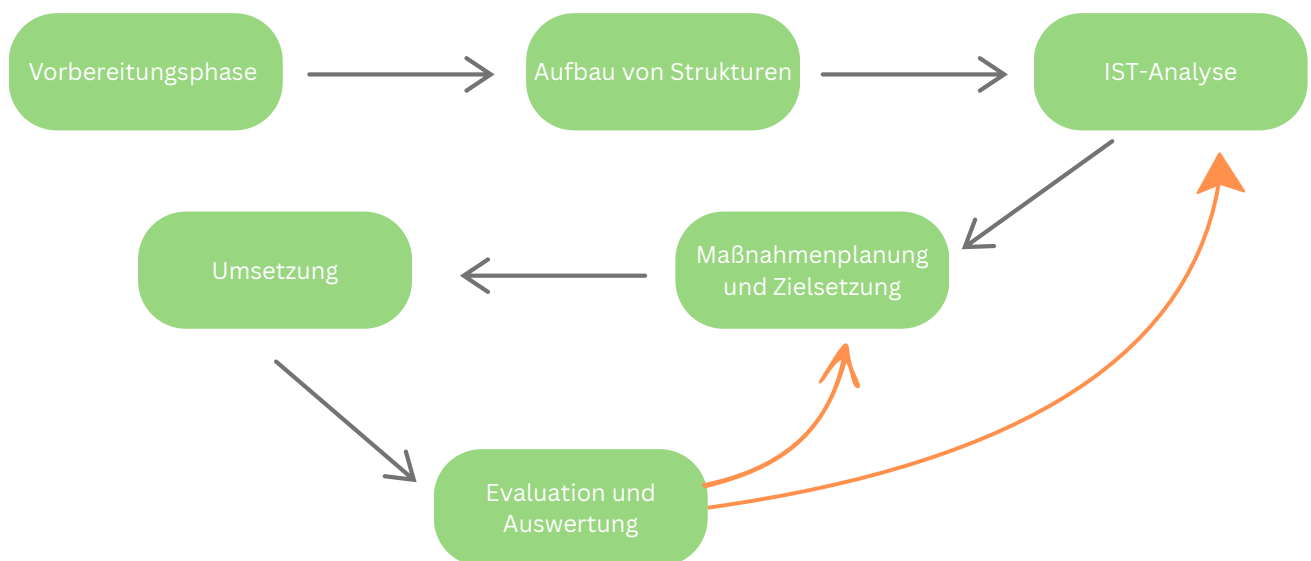 Vorbereitungsphase
Aufbau von Strukturen
IST-Analyse
Maßnahmenplanung
und Zielsetzung
Umsetzung
Evaluation und
Auswertung